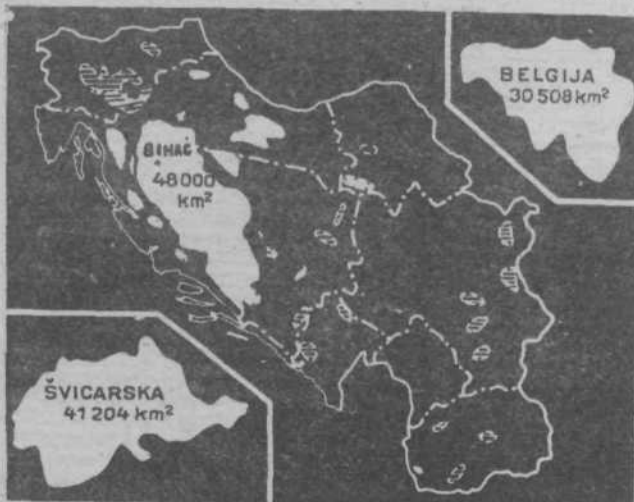 BELGIJA
30 508 km²
BIHAĆ
48 000
km²
ŠVICARSKA
41 204 km²